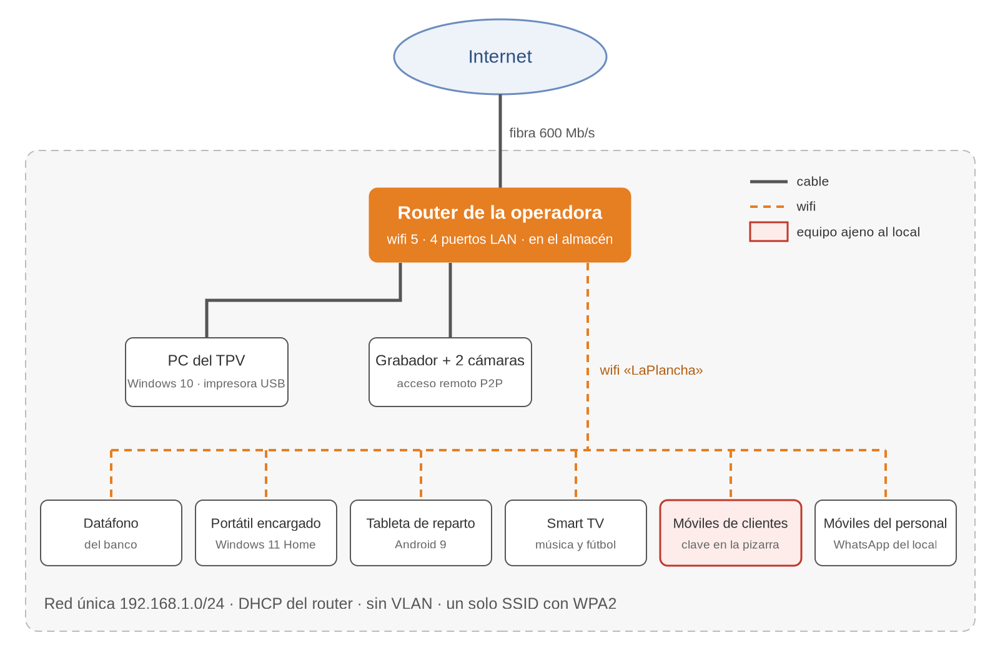 Internet
fibra 600 Mb/s
cable
wifi
equipo ajeno al local
Router de la operadora
wifi 5 · 4 puertos LAN · en el almacén
PC del TPV
Windows 10 · impresora USB
Grabador + 2 cámaras
acceso remoto P2P
wifi «LaPlancha»
Datáfono
del banco
Portátil encargado
Windows 11 Home
Tableta de reparto
Android 9
Smart TV
música y fútbol
Móviles de clientes
clave en la pizarra
Móviles del personal
WhatsApp del local
Red única 192.168.1.0/24 · DHCP del router · sin VLAN · un solo SSID con WPA2